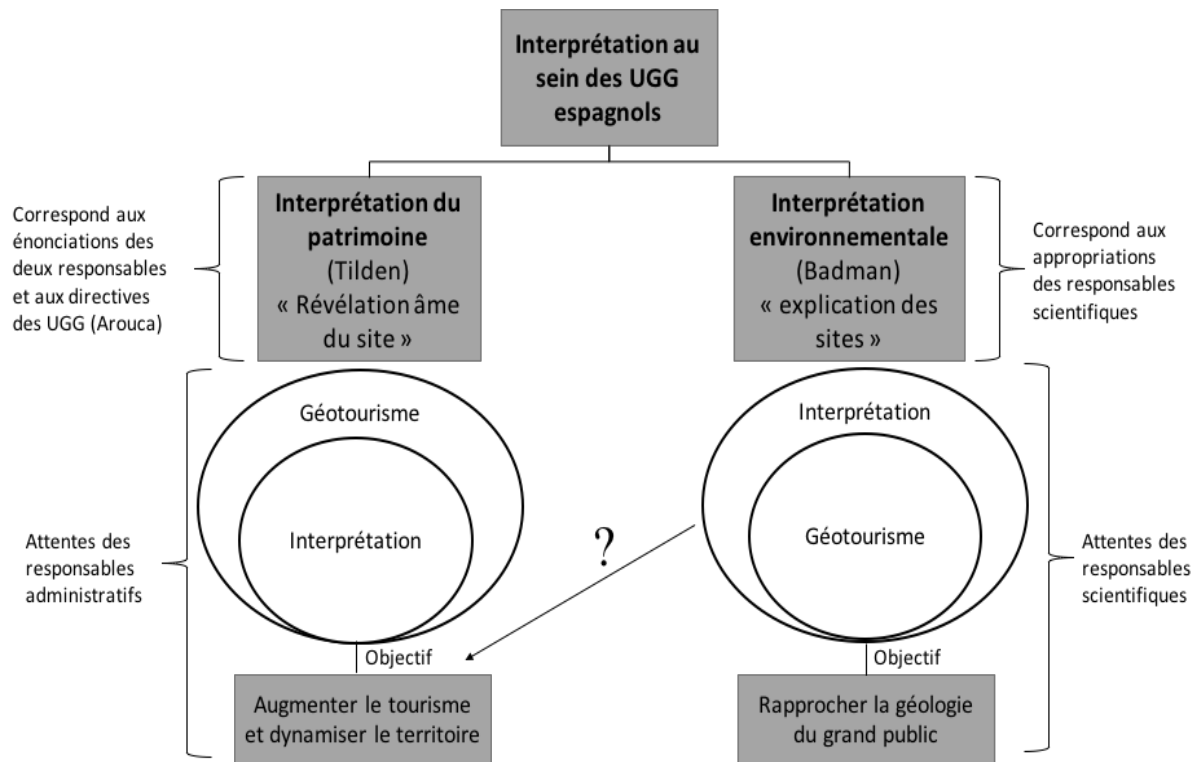 Interprétation au
sein des UGG
espagnols
Correspond aux
énonciations des
deux responsables
et aux directives
des UGG (Arouca)
Interprétation du
patrimoine
(Tilden)
« Révélation âme
du site »
Interprétation
environnementale
(Badman)
« explication des
sites »
Correspond aux
appropriations
des responsables
scientifiques
Attentes des
responsables
administratifs
Géotourisme
Interprétation
?
Interprétation
Géotourisme
Attentes des
responsables
scientifiques
Objectif
Augmenter le tourisme
et dynamiser le territoire
Objectif
Rapprocher la géologie
du grand public